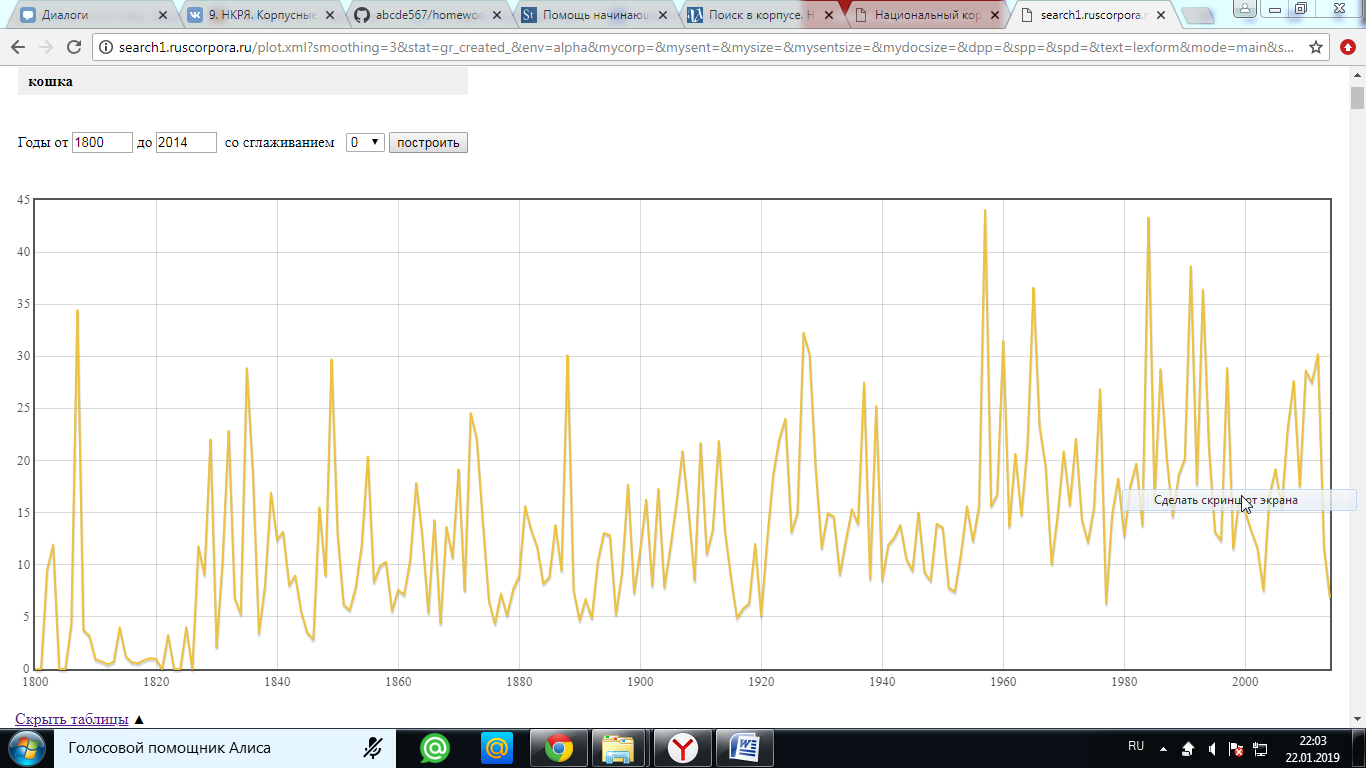 Диалоги
9. НКРЯ. Корпусные
abcde567/homewor
Помощь начинающ
Поиск в корпусе. Н
Национальный кор
search1.ruscorpora.r
search1.ruscorpora.ru/plot.xml?smoothing=3&stat=gr_created_&env=alpha&mycorp=&mysent=&mysize=&mysentsize=&mydocsize=&dpp=&spp=&spd=&text=lexform&mode=main&s...
кошка
Годы от 1800 до 2014 со сглаживанием 0 построить
45
40
35
30
25
20
15
10
5
0
1800 1820 1840 1860 1880 1900 1920 1940 1960 1980 2000
Сделать скриншот экрана
Скрыть таблицы ▲
Голосовой помощник Алиса
RU
22:03
22.01.2019